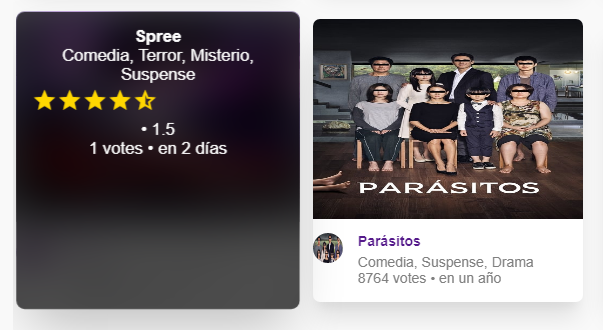 Spree
Comedia, Terror, Misterio,
Suspense
• 1.5
1 votes • en 2 días
PARÁSITOS
Parásitos
Comedia, Suspense, Drama
8764 votes • en un año